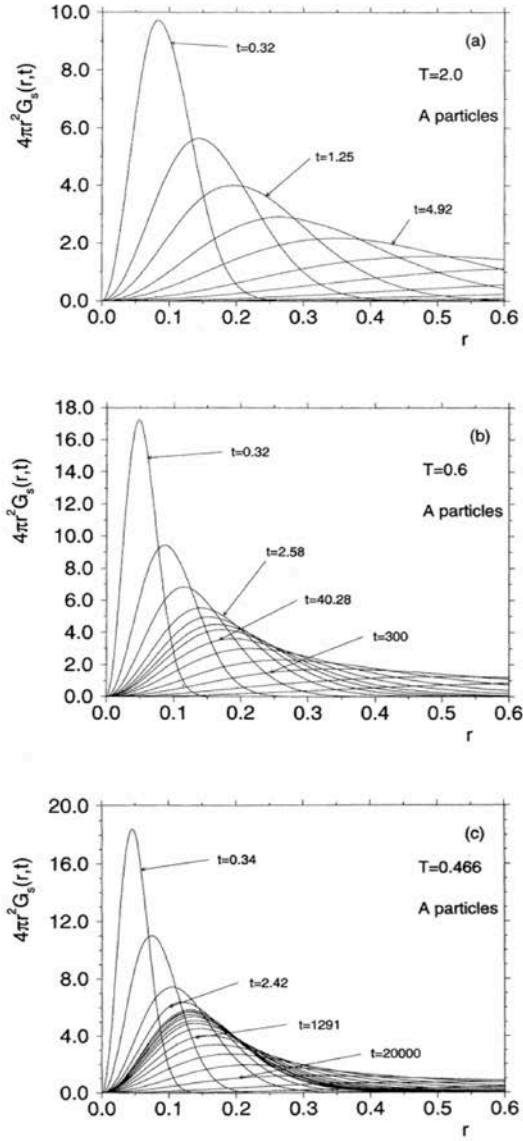 (a)
T=2.0
A particles
t=0.32
t=1.25
t=4.92
4πr²Gₛ(r,t)
10.0
8.0
6.0
4.0
2.0
0.0
0.0 0.1 0.2 0.3 0.4 0.5 0.6
r
(b)
T=0.6
A particles
t=0.32
t=2.58
t=40.28
t=300
4πr²Gₛ(r,t)
18.0
16.0
14.0
12.0
10.0
8.0
6.0
4.0
2.0
0.0
0.0 0.1 0.2 0.3 0.4 0.5 0.6
r
(c)
T=0.466
A particles
t=0.34
t=2.42
t=1291
t=20000
4πr²Gₛ(r,t)
20.0
16.0
12.0
8.0
4.0
0.0
0.0 0.1 0.2 0.3 0.4 0.5 0.6
r